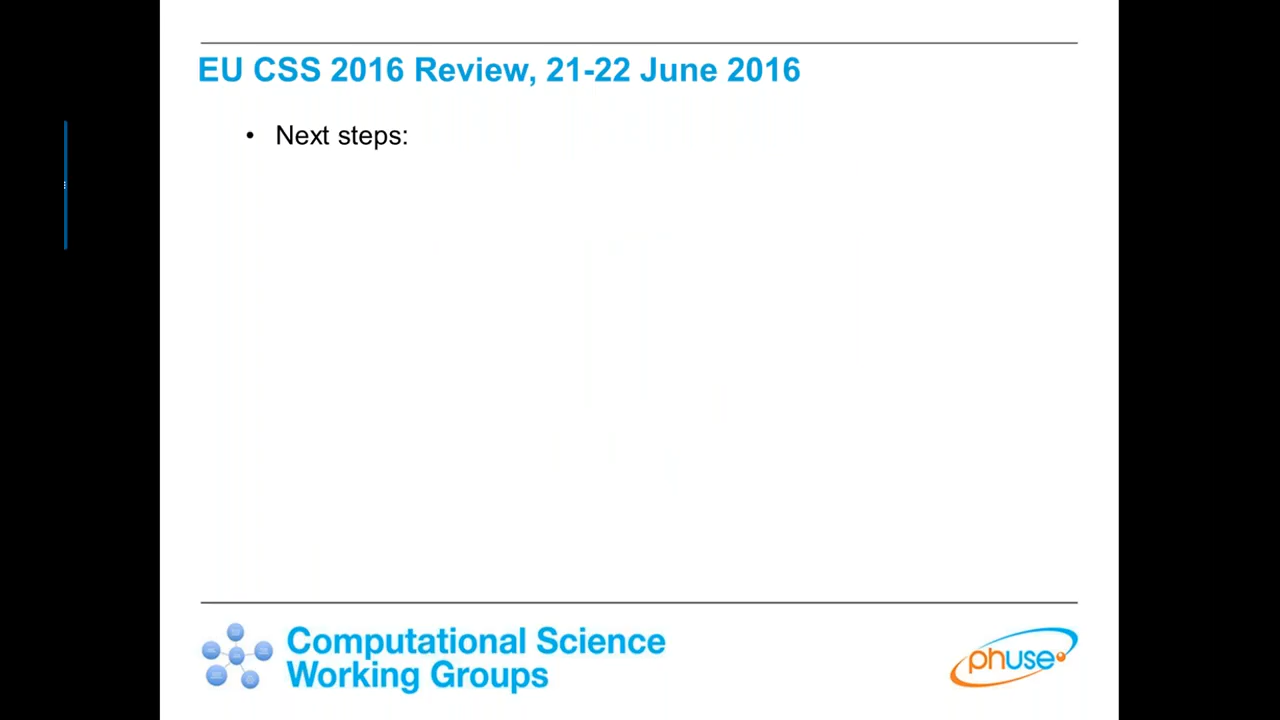 EU CSS 2016 Review, 21-22 June 2016
• Next steps:
Computational Science
Working Groups
phuse